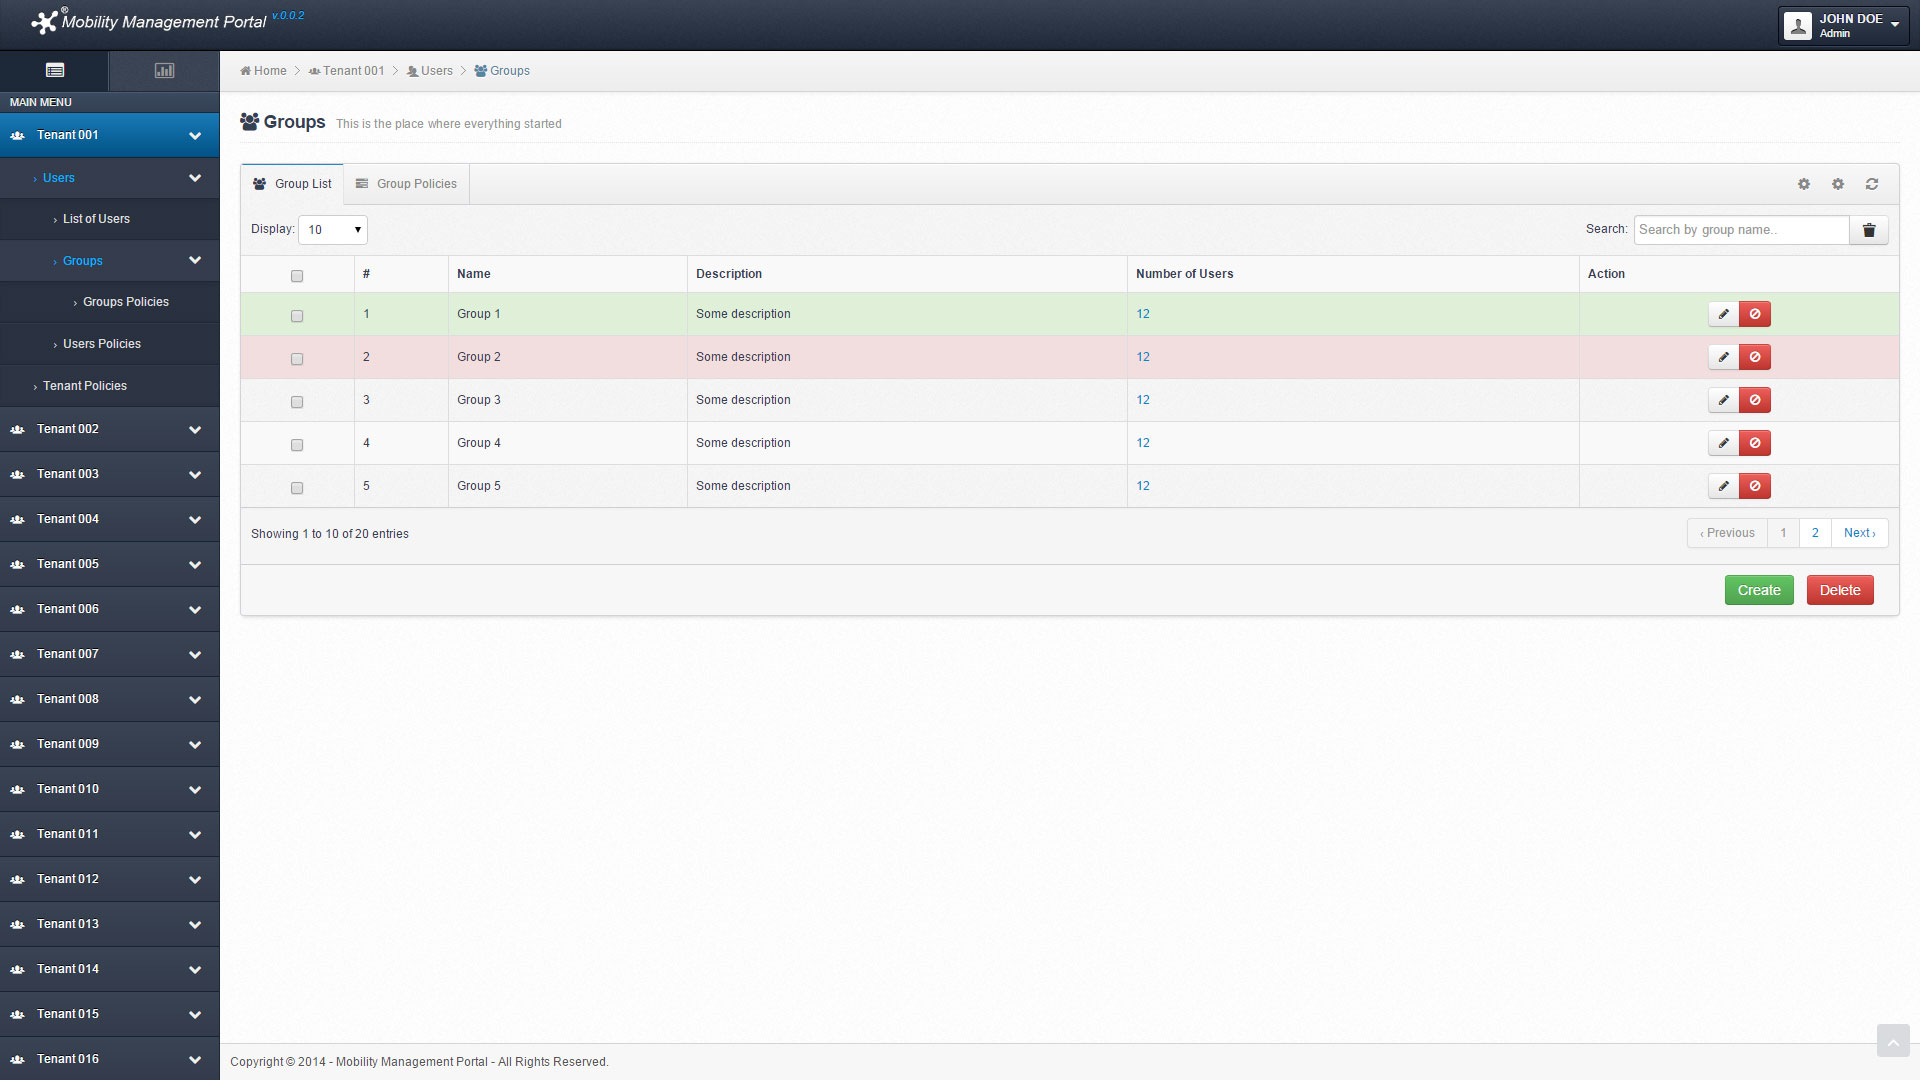 ® Mobility Management Portal v.0.0.2
JOHN DOE
Admin
MAIN MENU
Tenant 001
› Users
› List of Users
› Groups
› Groups Policies
› Users Policies
› Tenant Policies
Tenant 002
Tenant 003
Tenant 004
Tenant 005
Tenant 006
Tenant 007
Tenant 008
Tenant 009
Tenant 010
Tenant 011
Tenant 012
Tenant 013
Tenant 014
Tenant 015
Tenant 016
Home > Tenant 001 > Users > Groups
Groups This is the place where everything started
Group List Group Policies
Display: 10 Search: Search by group name..
# Name Description Number of Users Action
1 Group 1 Some description 12
2 Group 2 Some description 12
3 Group 3 Some description 12
4 Group 4 Some description 12
5 Group 5 Some description 12
Showing 1 to 10 of 20 entries ‹ Previous 1 2 Next ›
Create Delete
Copyright © 2014 - Mobility Management Portal - All Rights Reserved.